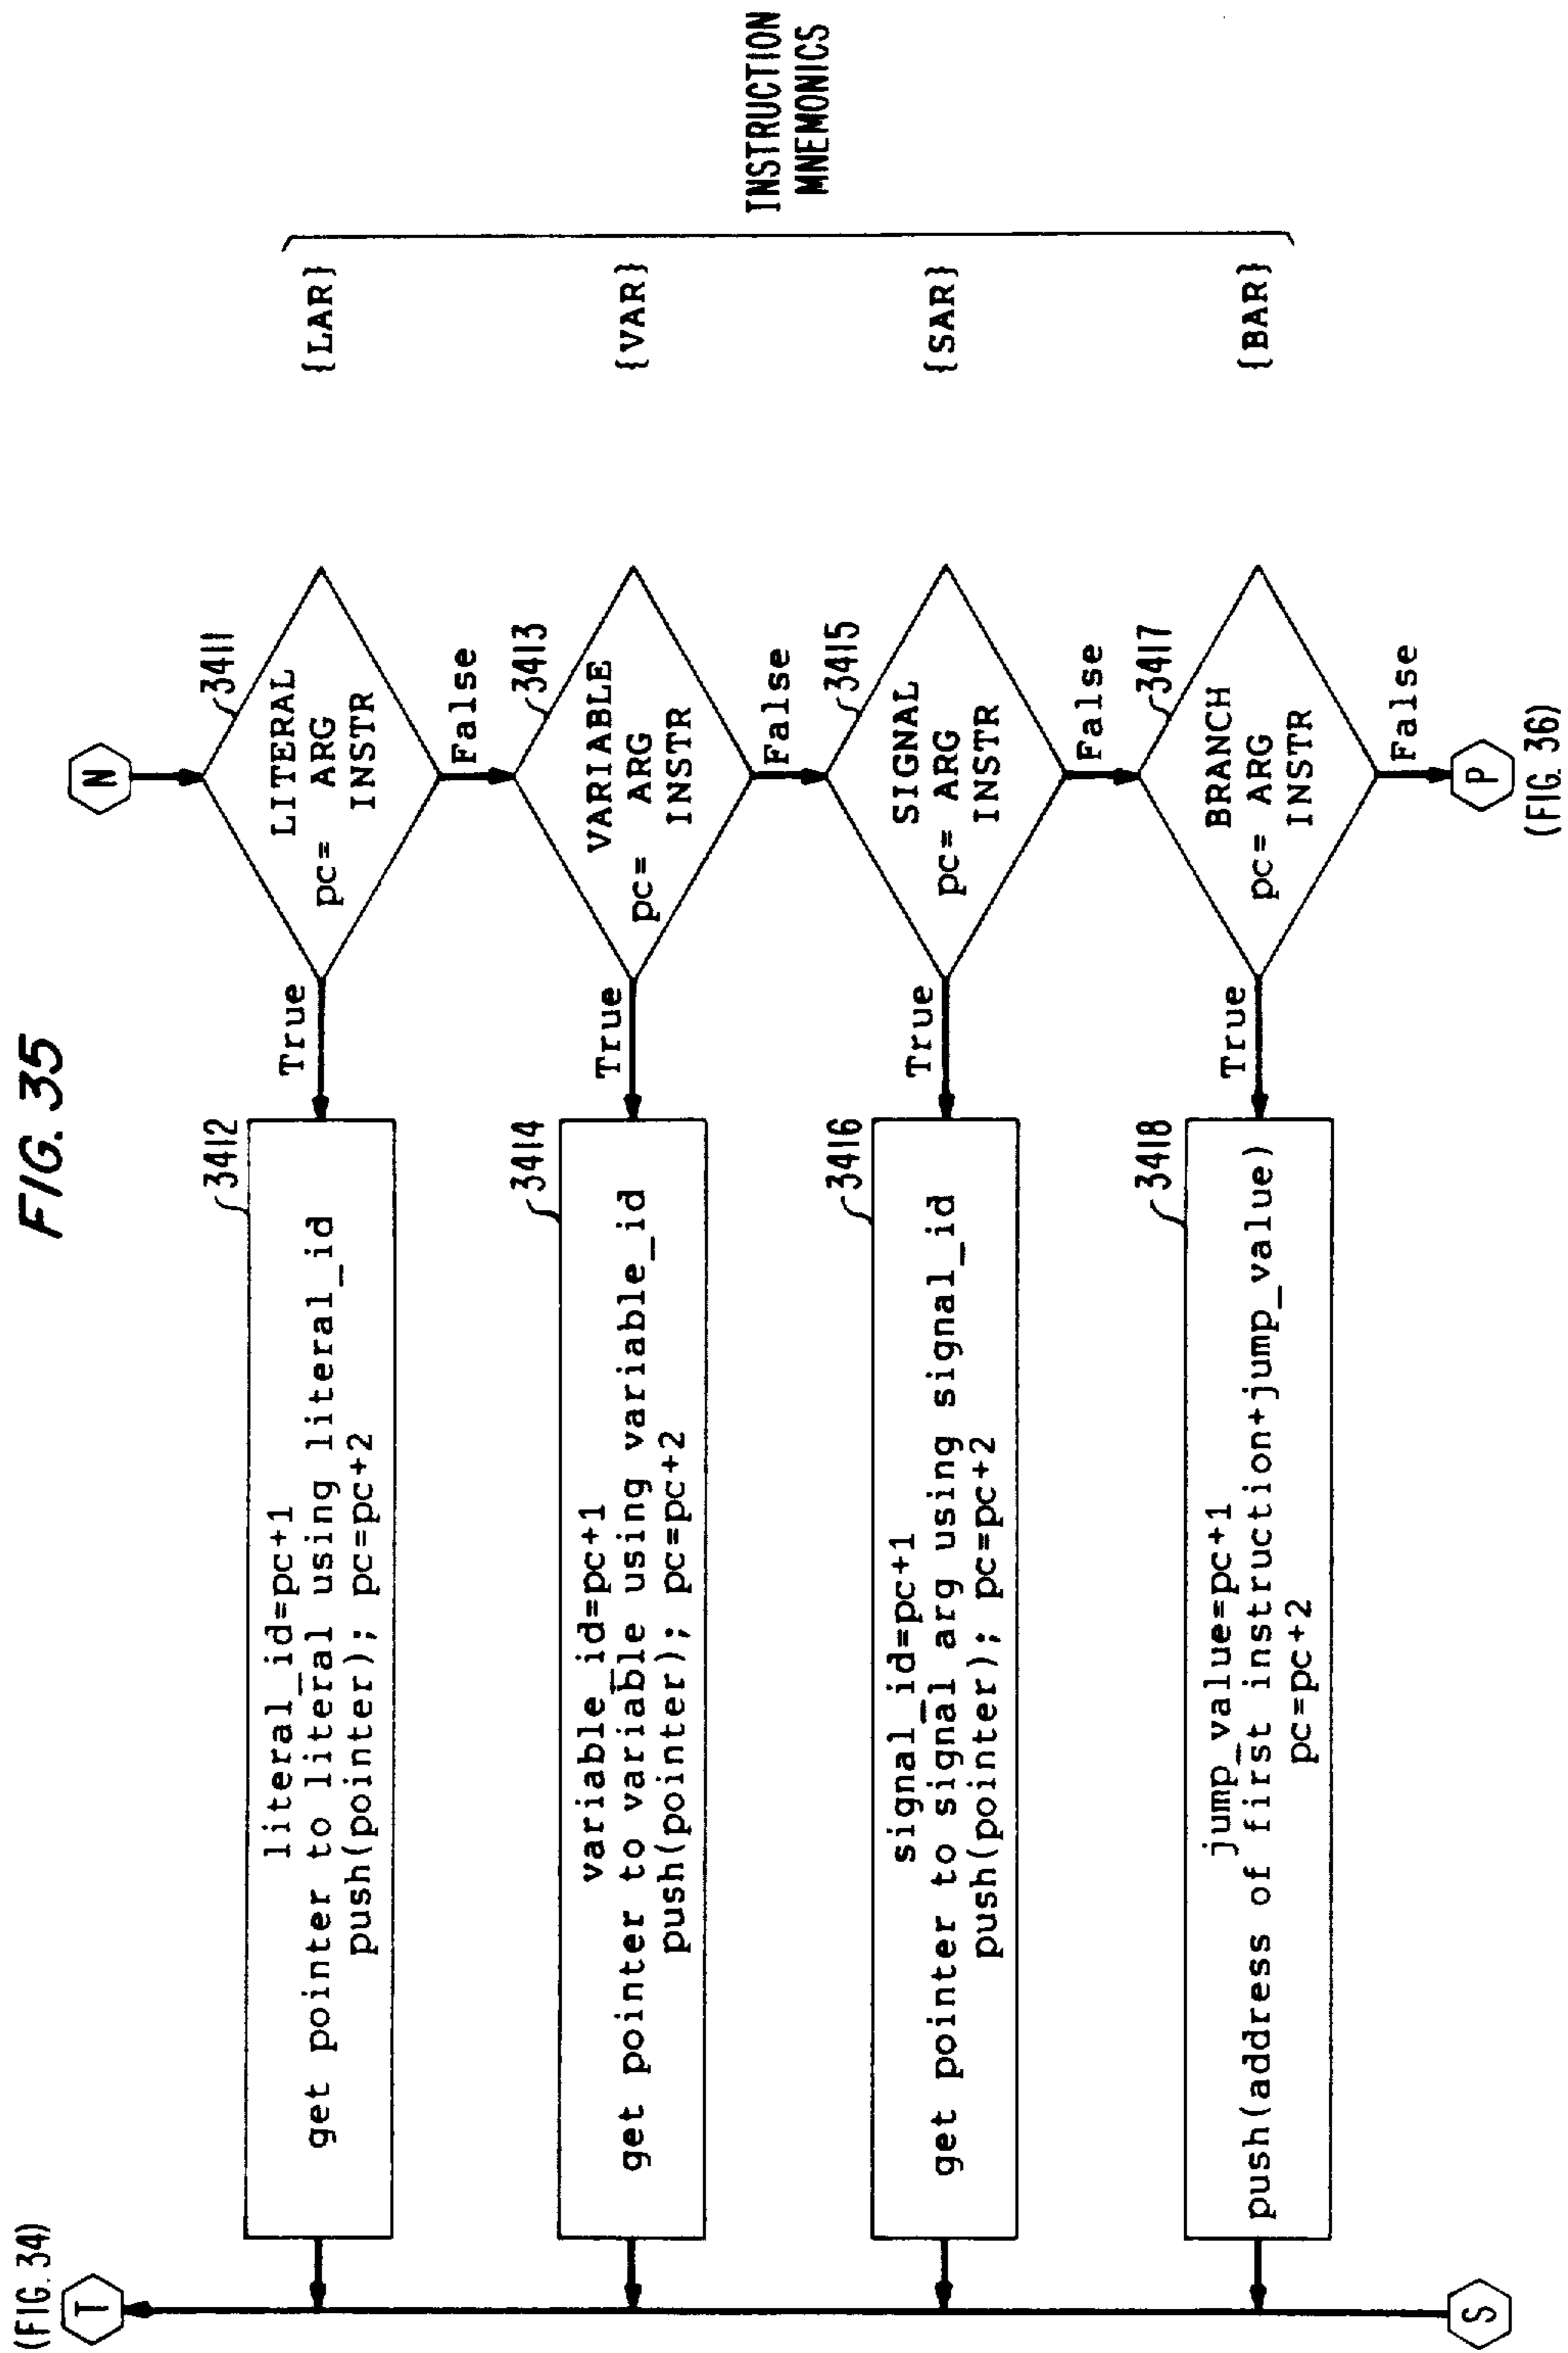 FIG. 35
(FIG. 34)
T
N
3412
literal_id=pc+1
get pointer to literal using literal_id
push(pointer); pc=pc+2
True
3411
LITERAL
pc= ARG
INSTR
False
{LAR}
3414
variable_id=pc+1
get pointer to variable using variable_id
push(pointer); pc=pc+2
True
3413
VARIABLE
pc= ARG
INSTR
False
{VAR}
3416
signal_id=pc+1
get pointer to signal arg using signal_id
push(pointer); pc=pc+2
True
3415
SIGNAL
pc= ARG
INSTR
False
{SAR}
3418
jump_value=pc+1
push(address of first instruction+jump_value)
pc=pc+2
True
3417
BRANCH
pc= ARG
INSTR
False
{BAR}
INSTRUCTION
MNEMONICS
S
P
(FIG. 36)